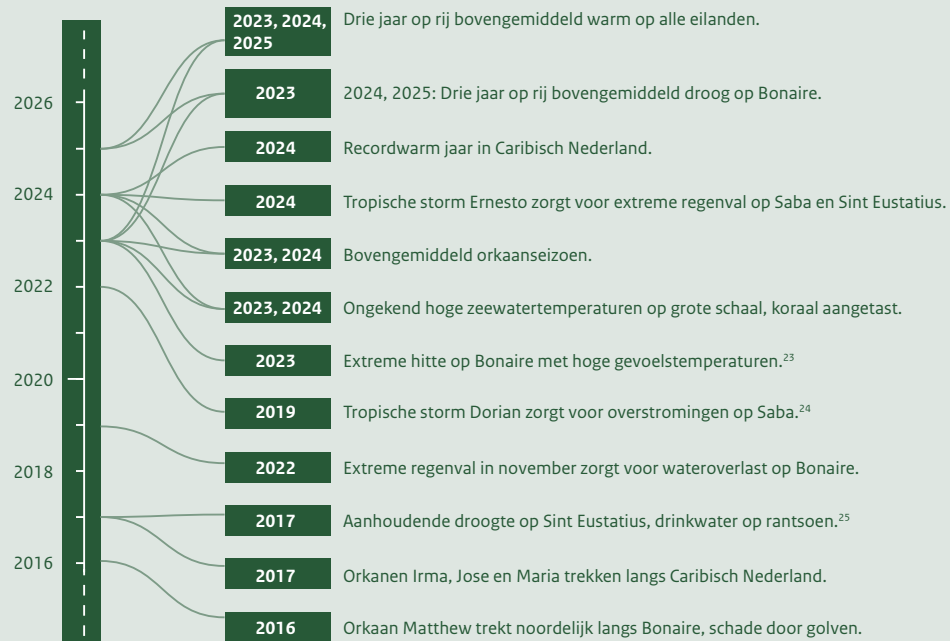 2023, 2024,
2025
Drie jaar op rij bovengemiddeld warm op alle eilanden.
2026
2023
2024, 2025: Drie jaar op rij bovengemiddeld droog op Bonaire.
2024
Recordwarm jaar in Caribisch Nederland.
2024
2024
Tropische storm Ernesto zorgt voor extreme regenval op Saba en Sint Eustatius.
2023, 2024
Bovengemiddeld orkaanseizoen.
2022
2023, 2024
Ongekend hoge zeewatertemperaturen op grote schaal, koraal aangetast.
2023
Extreme hitte op Bonaire met hoge gevoelstemperaturen.²³
2020
2019
Tropische storm Dorian zorgt voor overstromingen op Saba.²⁴
2018
2022
Extreme regenval in november zorgt voor wateroverlast op Bonaire.
2017
Aanhoudende droogte op Sint Eustatius, drinkwater op rantsoen.²⁵
2016
2017
Orkanen Irma, Jose en Maria trekken langs Caribisch Nederland.
2016
Orkaan Matthew trekt noordelijk langs Bonaire, schade door golven.